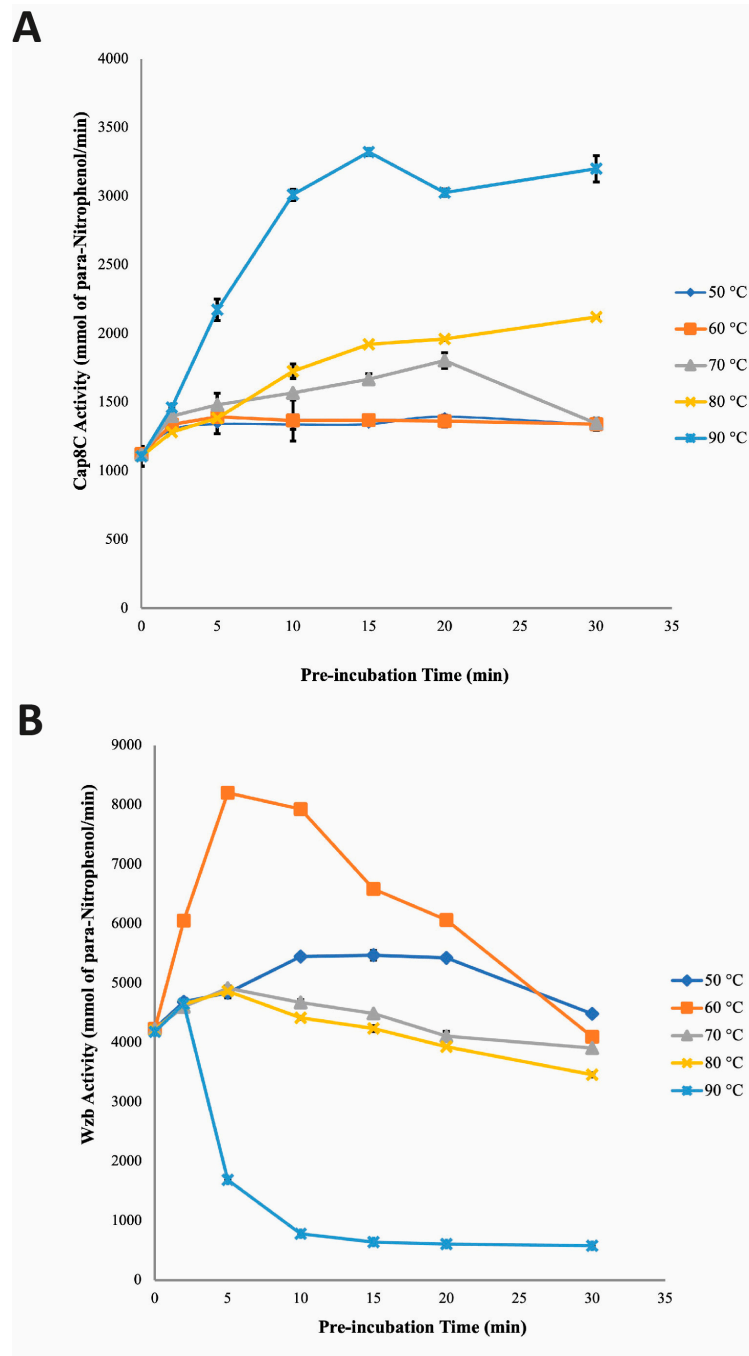 A
Cap8C Activity (mmol of para-Nitrophenol/min)
4000
3500
3000
2500
2000
1500
1000
500
0
0 5 10 15 20 25 30 35
Pre-incubation Time (min)
50 °C
60 °C
70 °C
80 °C
90 °C
B
Wzb Activity (mmol of para-Nitrophenol/min)
9000
8000
7000
6000
5000
4000
3000
2000
1000
0
0 5 10 15 20 25 30 35
Pre-incubation Time (min)
50 °C
60 °C
70 °C
80 °C
90 °C